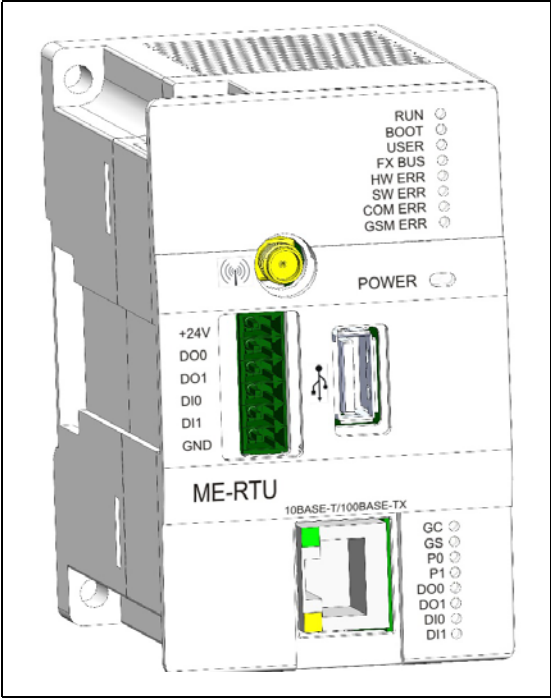 RUN
BOOT
USER
FX BUS
HW ERR
SW ERR
COM ERR
GSM ERR
POWER
+24V
DO0
DO1
DI0
DI1
GND
ME-RTU
10BASE-T/100BASE-TX
GC
GS
P0
P1
DO0
DO1
DI0
DI1